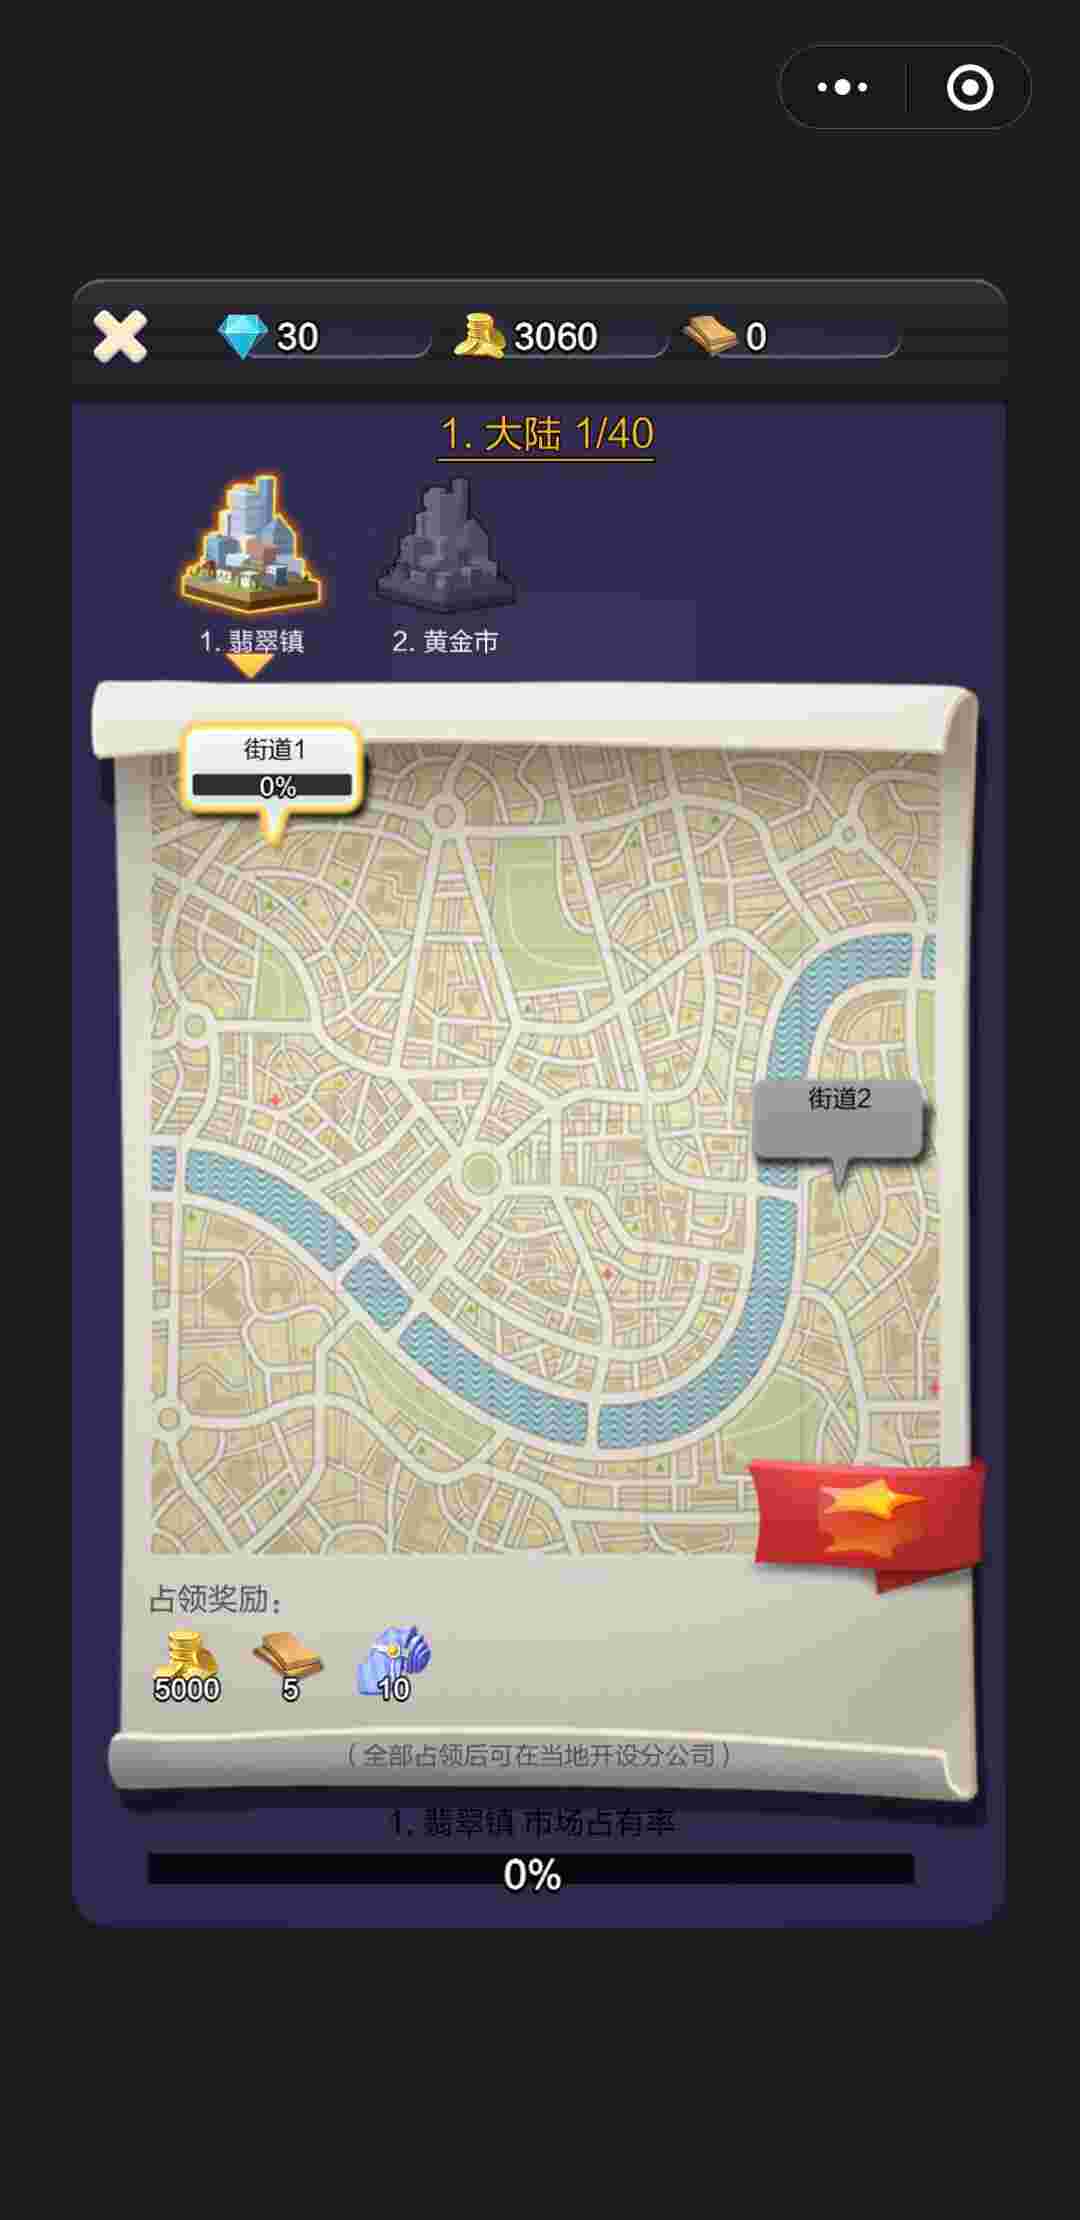 30
3060
0
1. 大陆 1/40
1. 翡翠镇
2. 黄金市
街道1
0%
街道2
占领奖励：
5000
5
10
（全部占领后可在当地开设分公司）
1. 翡翠镇 市场占有率
0%